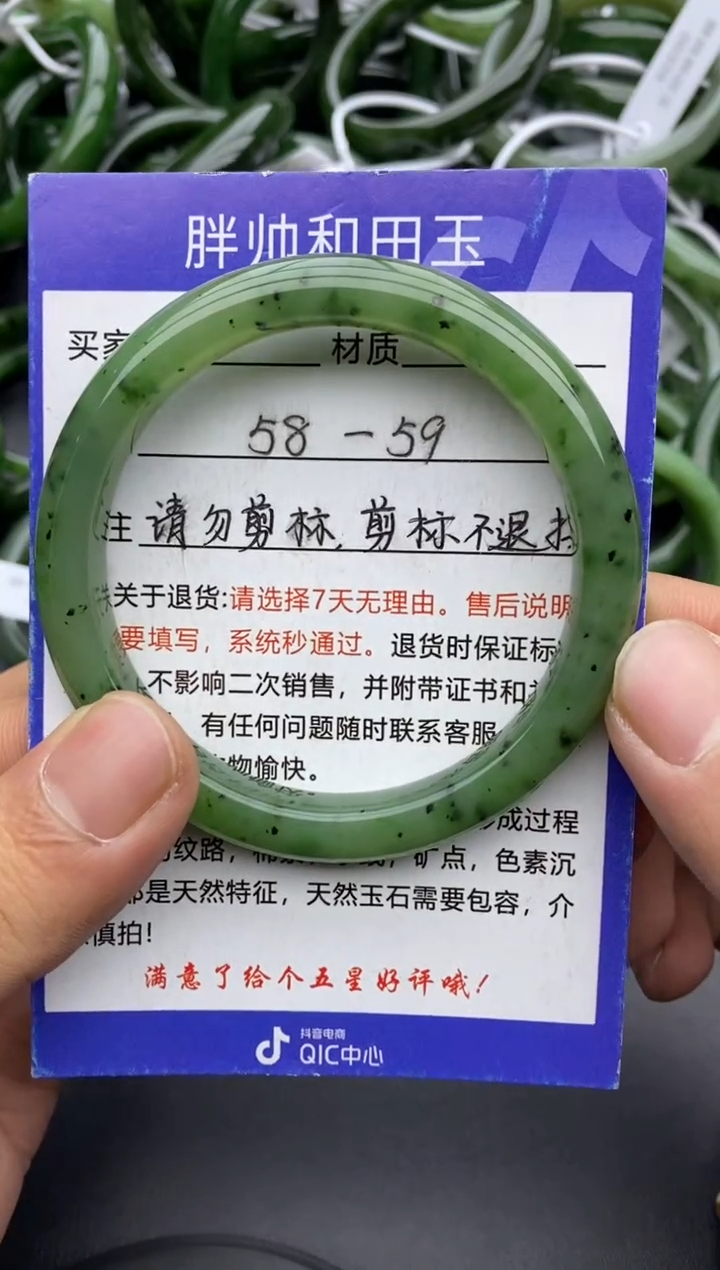 胖帅和田玉
买家 材质
58-59
注 请勿剪标,剪标不退
关于退货:请选择7天无理由。售后说明
要填写,系统秒通过。退货时保证标
不影响二次销售,并附带证书和
有任何问题随时联系客服
物愉快。
成过程
纹路, 矿点,色素沉
是天然特征,天然玉石需要包容,介
慎拍!
满意了给个五星好评哦!
抖音电商
QIC中心